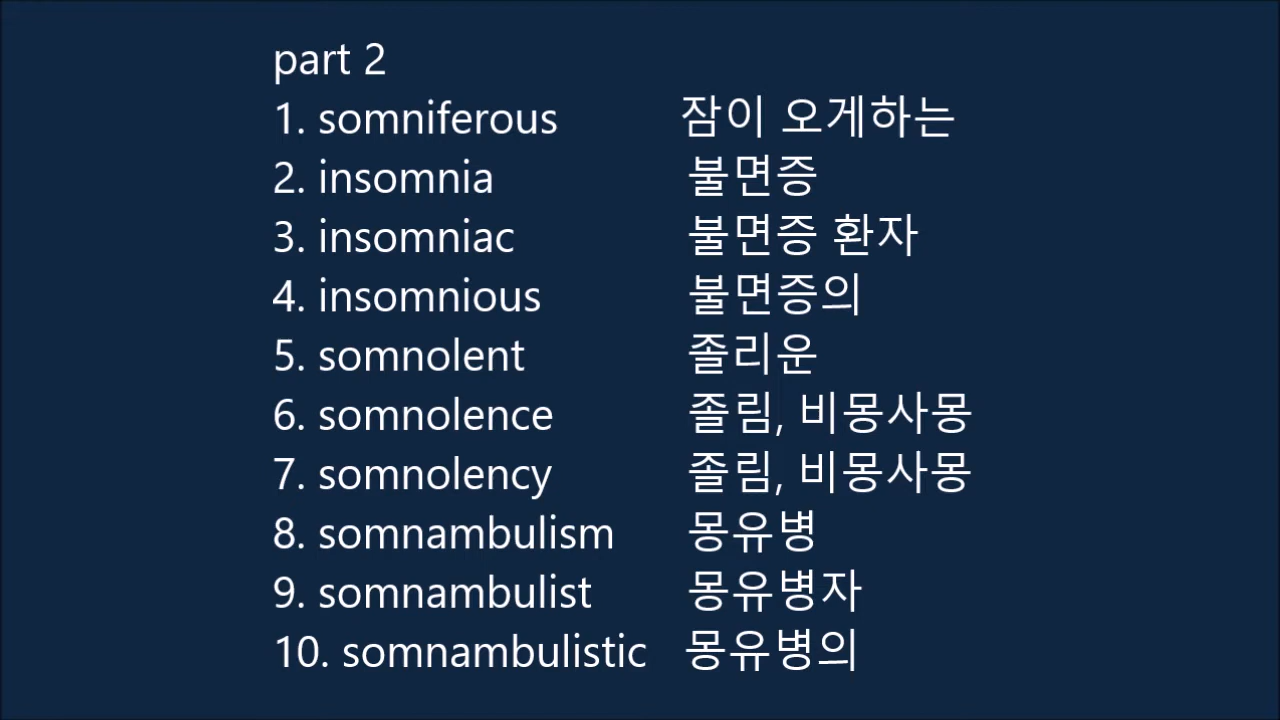 part 2
1. somniferous 잠이 오게하는
2. insomnia 불면증
3. insomniac 불면증 환자
4. insomnious 불면증의
5. somnolent 졸리운
6. somnolence 졸림, 비몽사몽
7. somnolency 졸림, 비몽사몽
8. somnambulism 몽유병
9. somnambulist 몽유병자
10. somnambulistic 몽유병의